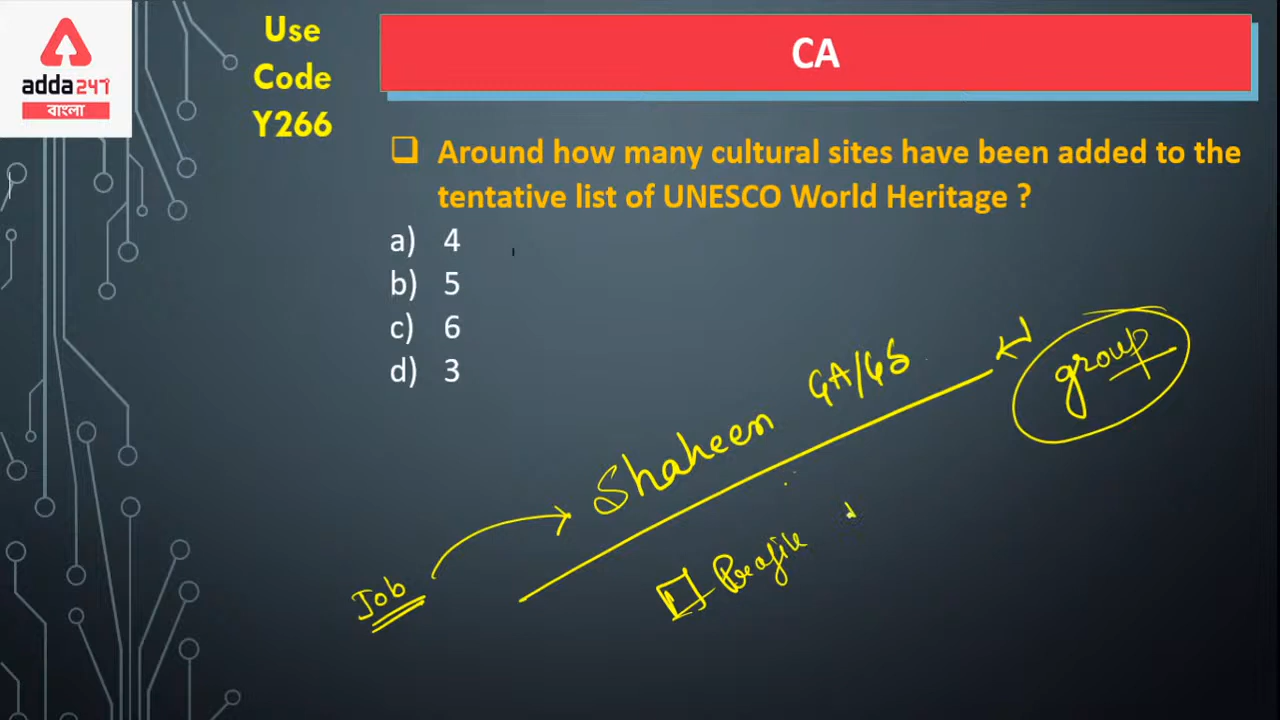 adda247
বাংলা
Use
Code
Y266
CA
Around how many cultural sites have been added to the
tentative list of UNESCO World Heritage ?
a) 4
b) 5
c) 6
d) 3
Shaheen GA/GS
group
Job